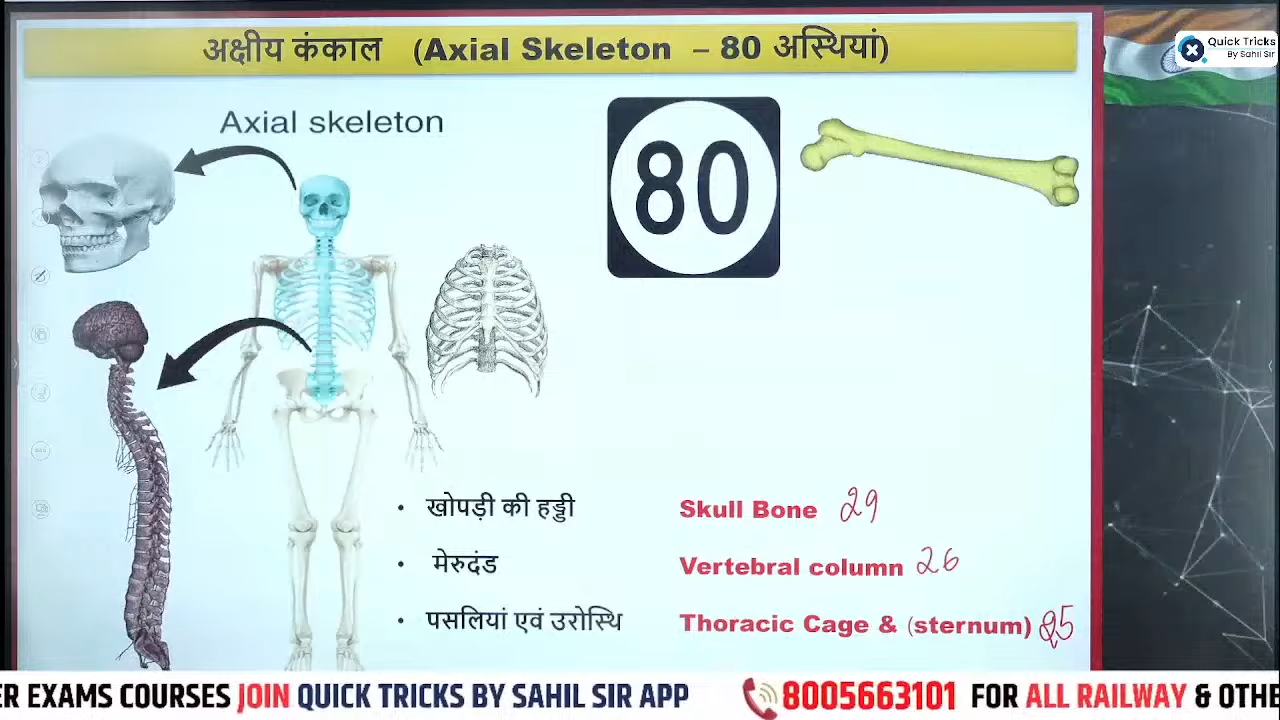 अक्षीय कंकाल (Axial Skeleton – 80 अस्थियां)
Quick Tricks
By Sahil Sir
Axial skeleton
80
• खोपड़ी की हड्डी Skull Bone 29
• मेरुदंड Vertebral column 26
• पसलियां एवं उरोस्थि Thoracic Cage & (sternum) 25
ER EXAMS COURSES JOIN QUICK TRICKS BY SAHIL SIR APP 8005663101 FOR ALL RAILWAY & OTHE